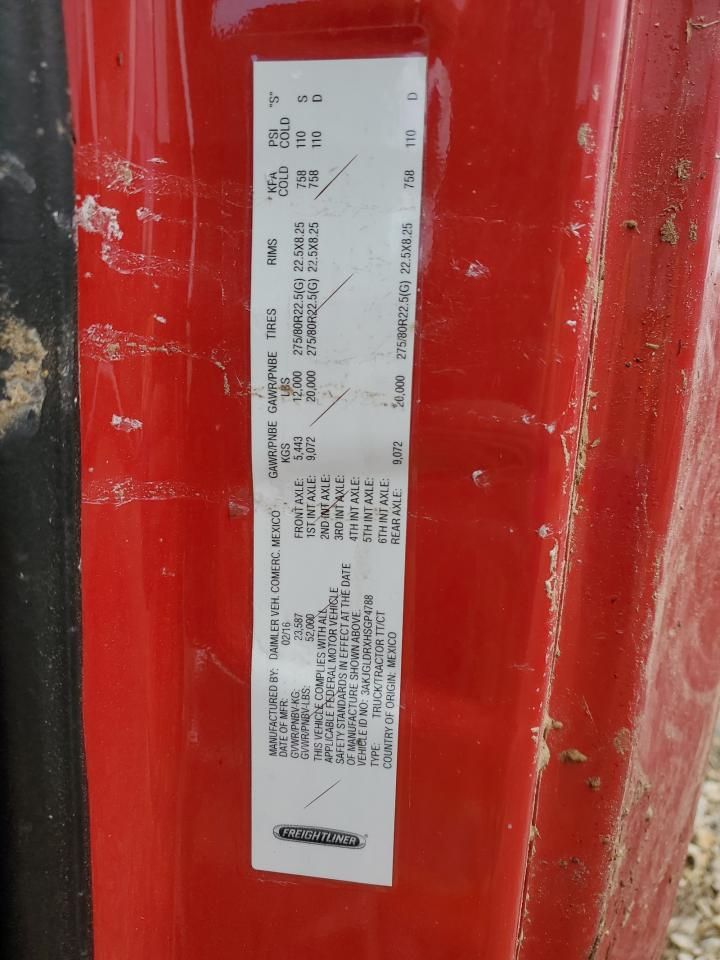 FREIGHTLINER
MANUFACTURED BY: DAIMLER VEH. COMERC. MEXICO
DATE OF MFR: 02/16
GVWR/PNBV-KG: 23,587
GVWR/PNBV-LBS: 52,000
THIS VEHICLE COMPLIES WITH ALL
APPLICABLE FEDERAL MOTOR VEHICLE
SAFETY STANDARDS IN EFFECT AT THE DATE
OF MANUFACTURE SHOWN ABOVE.
VEHICLE ID NO: 3AKJGLDRXHSGP4788
TYPE: TRUCK/TRACTOR TT/CT
COUNTRY OF ORIGIN: MEXICO
GAWR/PNBE GAWR/PNBE TIRES RIMS KFA PSI "S"
KGS LBS COLD COLD
FRONT AXLE: 5,443 12,000 275/80R22.5(G) 22.5X8.25 758 110 S
1ST INT AXLE: 9,072 20,000 275/80R22.5(G) 22.5X8.25 758 110 D
2ND INT AXLE:
3RD INT AXLE:
4TH INT AXLE:
5TH INT AXLE:
6TH INT AXLE:
REAR AXLE: 9,072 20,000 275/80R22.5(G) 22.5X8.25 758 110 D